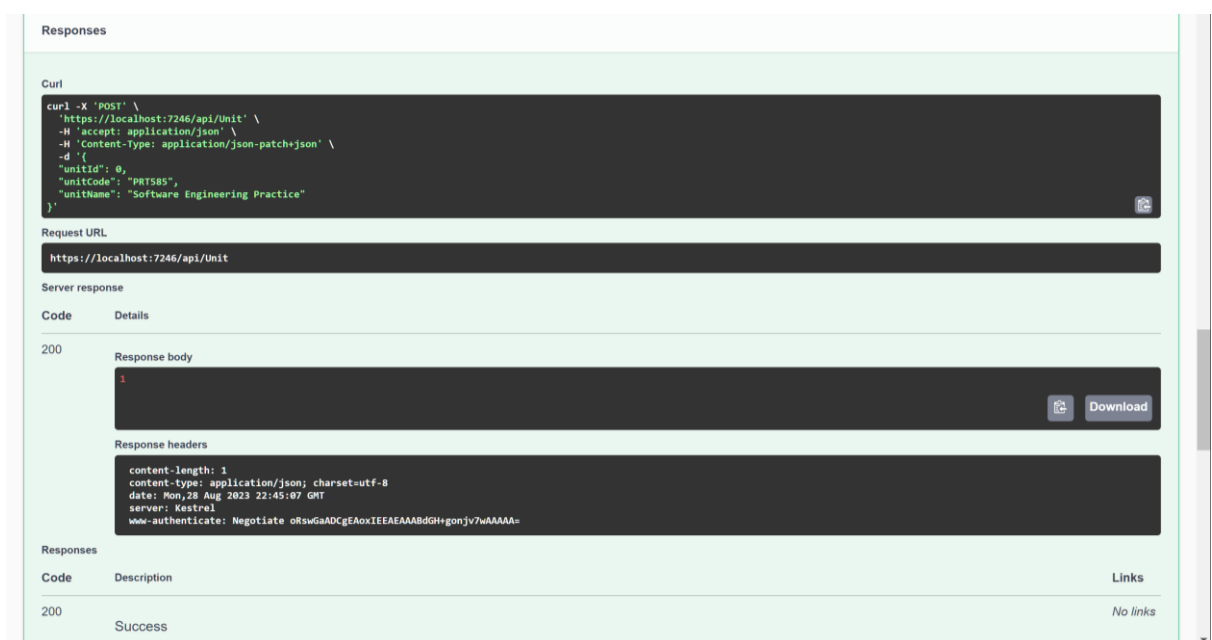 Responses
Curl
curl -X 'POST' \
'https://localhost:7246/api/Unit' \
-H 'accept: application/json' \
-H 'Content-Type: application/json-patch+json' \
-d '{
"unitId": 0,
"unitCode": "PRT585",
"unitName": "Software Engineering Practice"
}'
Request URL
https://localhost:7246/api/Unit
Server response
Code Details
200
Response body
1
Download
Response headers
content-length: 1
content-type: application/json; charset=utf-8
date: Mon,28 Aug 2023 22:45:07 GMT
server: Kestrel
www-authenticate: Negotiate oRswGaADCgEAoxIEEAEAAABdGH+gonjv7wAAAAA=
Responses
Code Description Links
200 No links
Success